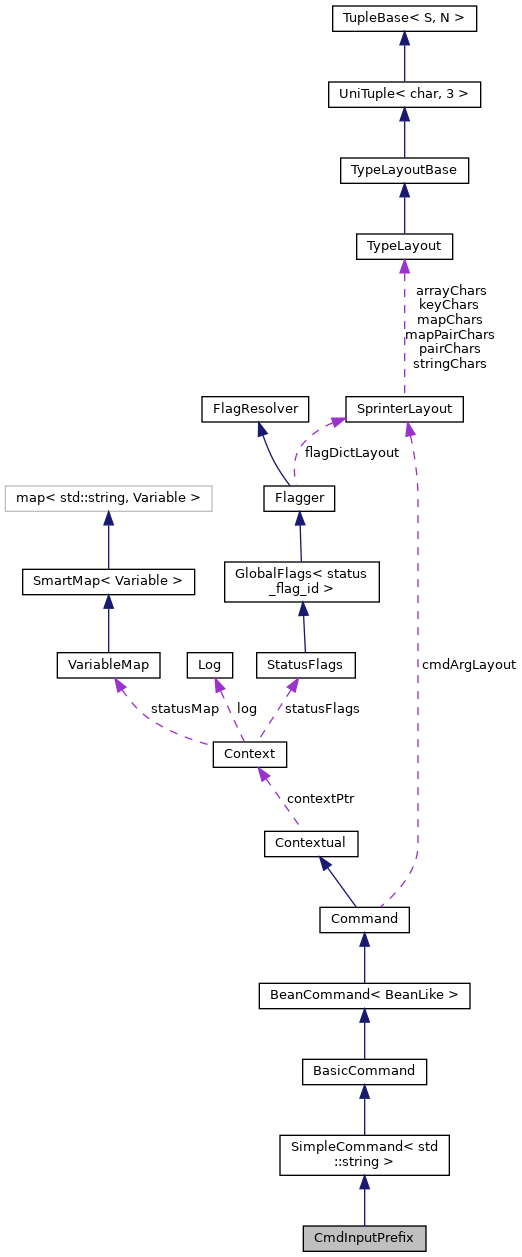 TupleBase< S, N >
UniTuple< char, 3 >
TypeLayoutBase
TypeLayout
arrayChars
keyChars
mapChars
mapPairChars
pairChars
stringChars
FlagResolver
SprinterLayout
flagDictLayout
map< std::string, Variable >
Flagger
SmartMap< Variable >
GlobalFlags< status
_flag_id >
VariableMap
Log
StatusFlags
cmdArgLayout
statusMap
log
statusFlags
Context
contextPtr
Contextual
Command
BeanCommand< BeanLike >
BasicCommand
SimpleCommand< std
::string >
CmdInputPrefix